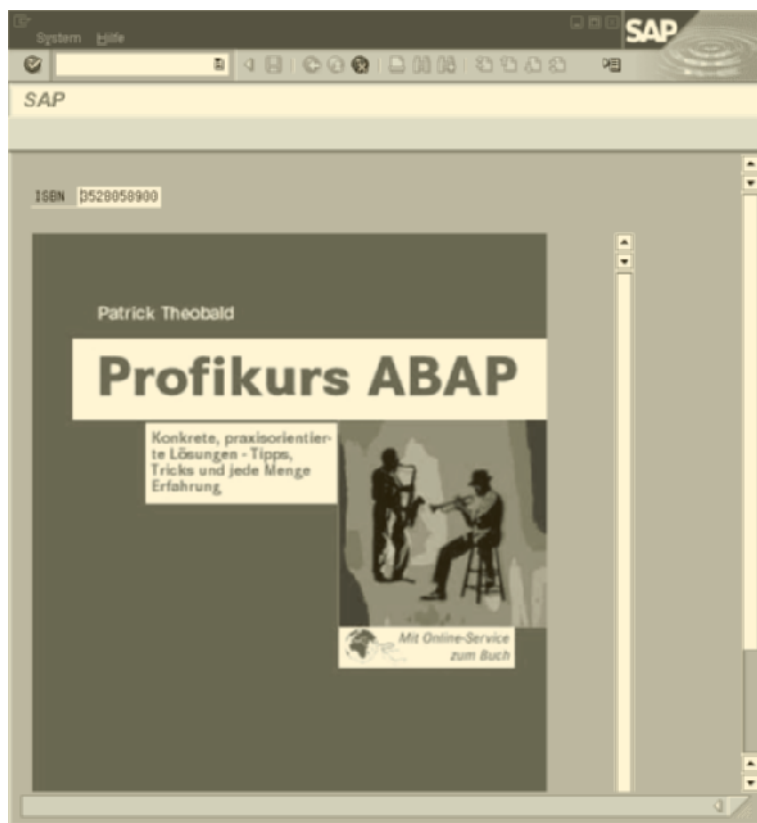 System Hilfe
SAP
SAP
ISBN 3528058900
Patrick Theobald
Profikurs ABAP
Konkrete, praxisorientier-
te Lösungen - Tipps,
Tricks und jede Menge
Erfahrung
Mit Online-Service
zum Buch